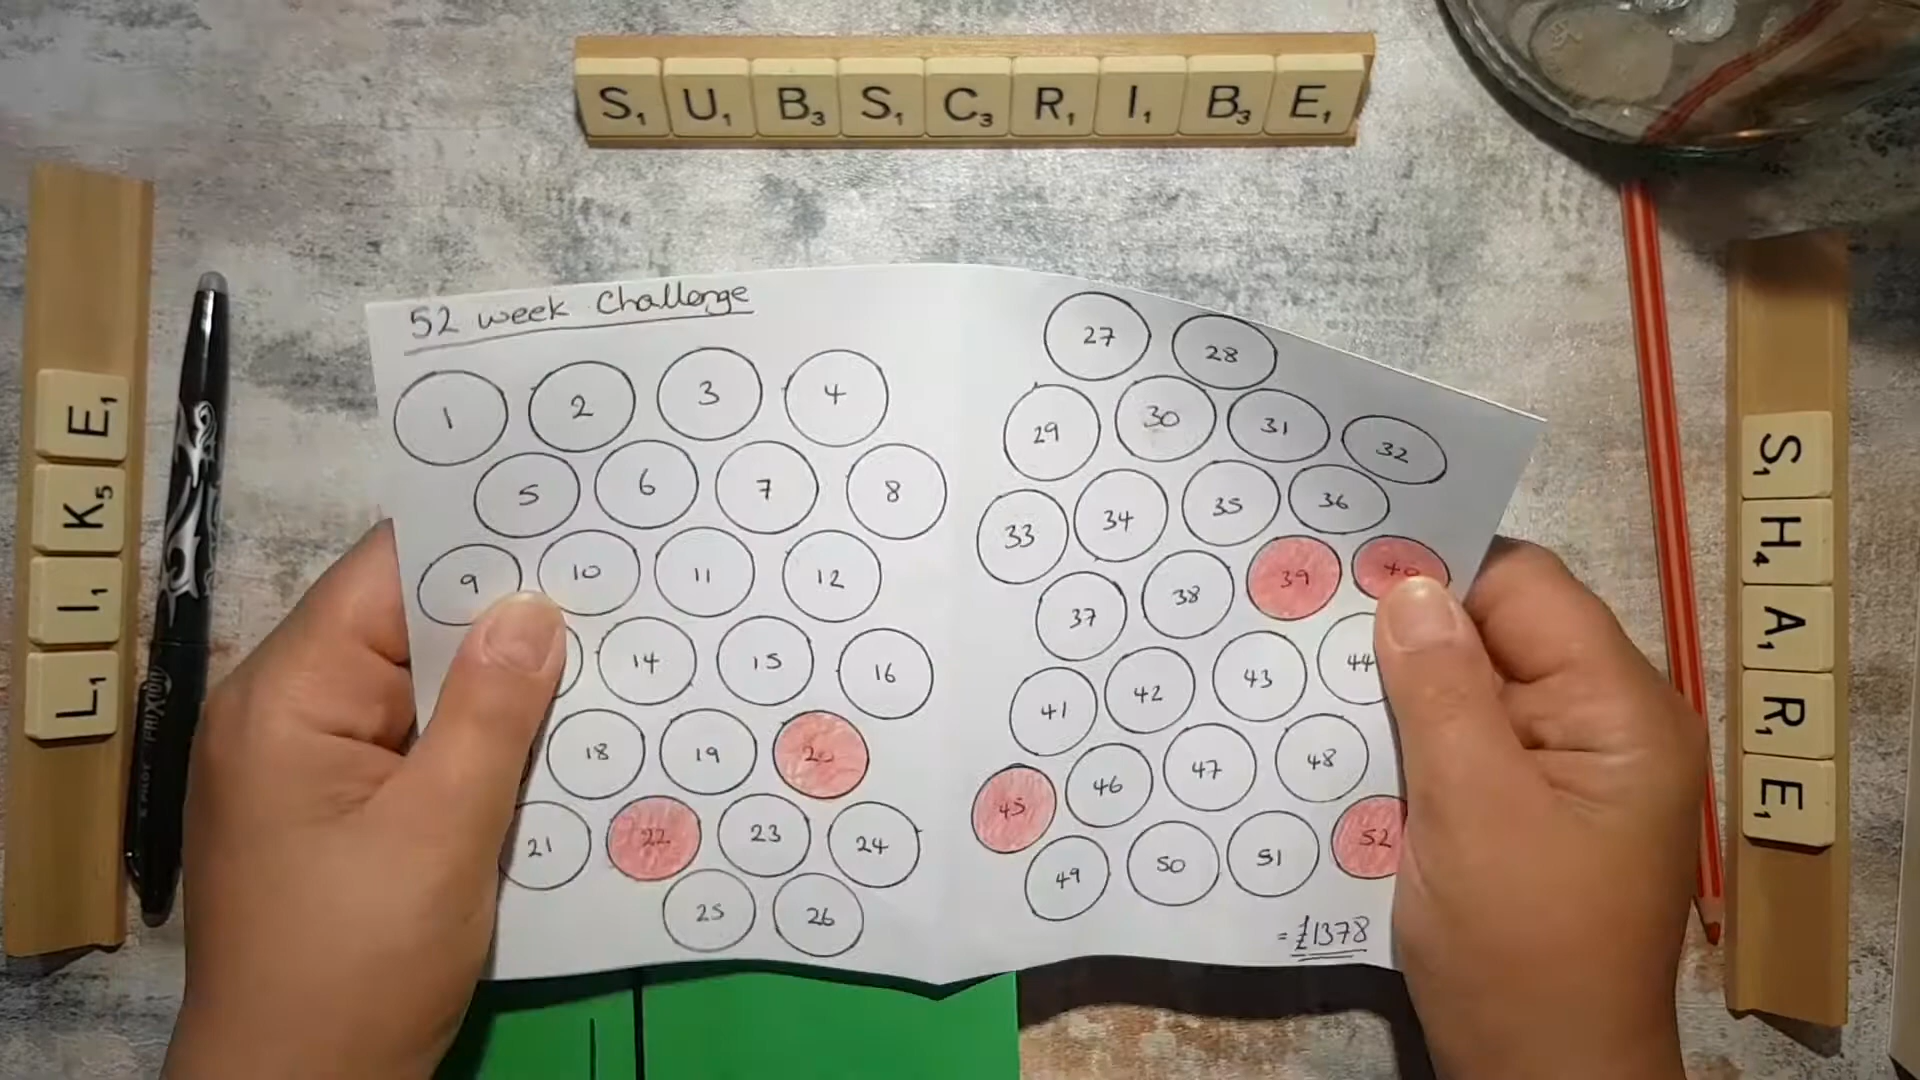 SUBSCRIBE
LIKE
SHARE
52 week Challenge
1 2 3 4
5 6 7 8
9 10 11 12
14 15 16
18 19 20
21 22 23 24
25 26
27 28
29 30 31 32
33 34 35 36
37 38 39 40
41 42 43 44
45 46 47 48
49 50 51 52
= £1378